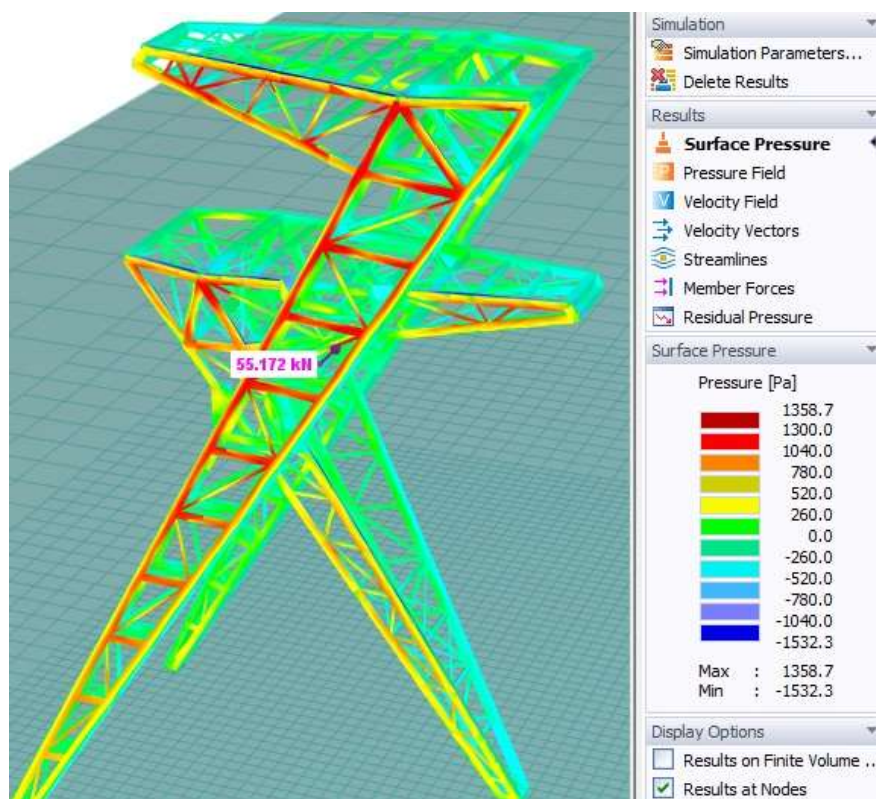 55.172 kN
Simulation
Simulation Parameters...
Delete Results
Results
Surface Pressure
Pressure Field
Velocity Field
Velocity Vectors
Streamlines
Member Forces
Residual Pressure
Surface Pressure
Pressure [Pa]
1358.7
1300.0
1040.0
780.0
520.0
260.0
0.0
-260.0
-520.0
-780.0
-1040.0
-1532.3
Max : 1358.7
Min : -1532.3
Display Options
Results on Finite Volume ..
Results at Nodes